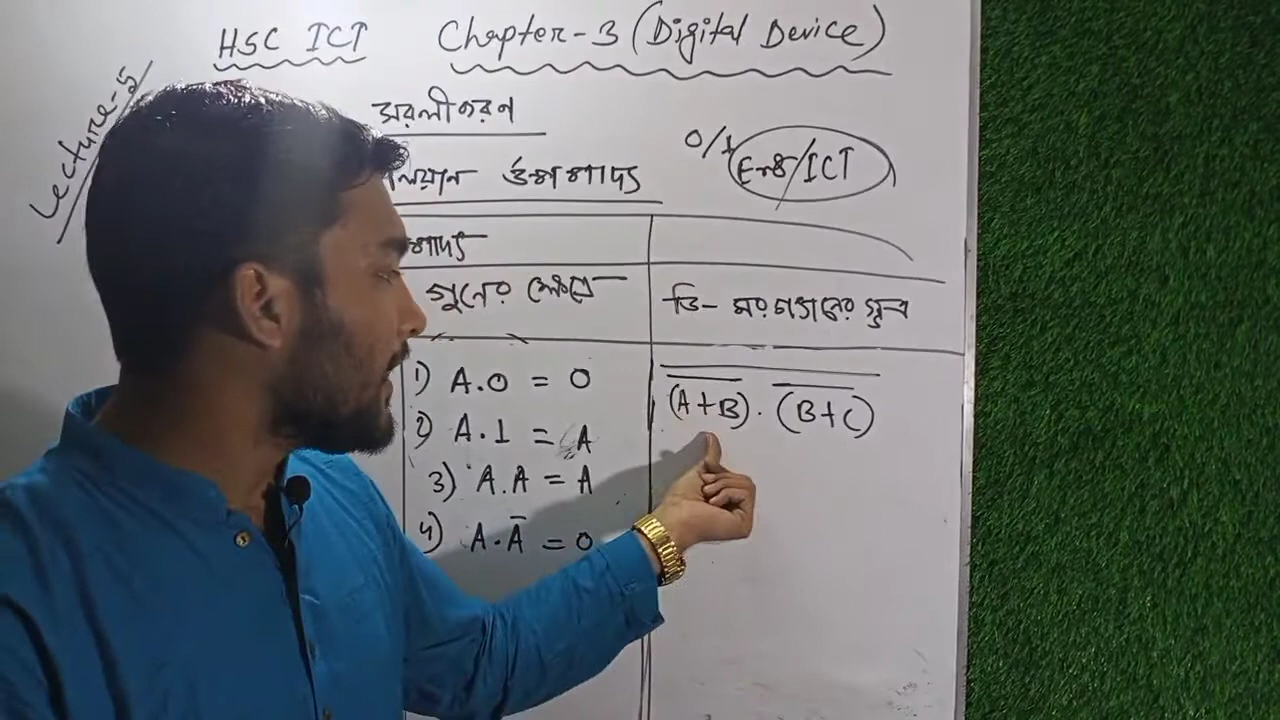 HSC ICT Chapter-3 (Digital Device)
Lecture-5
সরলীকরণ
উপপাদ্য
0/1 Eng/ICT
গুনের ক্ষেত্রে
ডি-মরগ্যানের সূত্র
1) A.0 = 0
2) A.1 = A
3) A.A = A
4) A.A̅ = 0
(A+B) . (B+C)